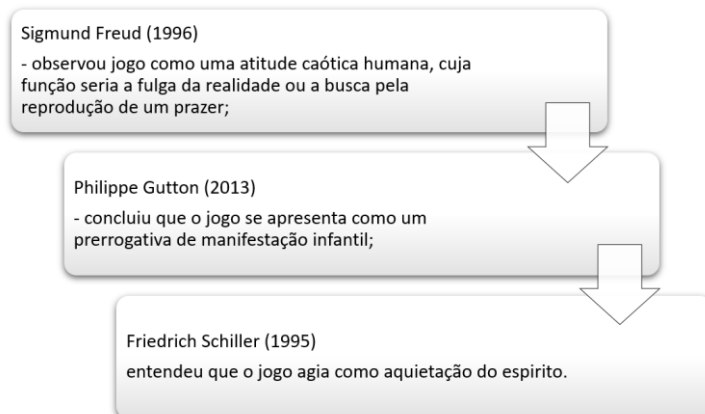 Sigmund Freud (1996)
- observou jogo como uma atitude caótica humana, cuja
função seria a fulga da realidade ou a busca pela
reprodução de um prazer;
Philippe Gutton (2013)
- concluiu que o jogo se apresenta como um
prerrogativa de manifestação infantil;
Friedrich Schiller (1995)
entendeu que o jogo agia como aquietação do espirito.